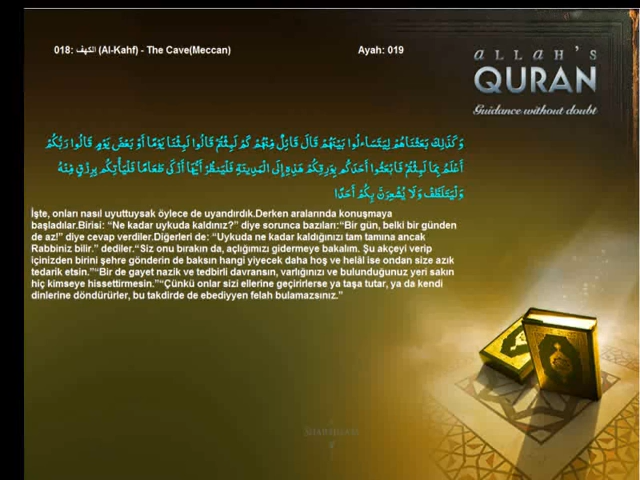 018: الكهف (Al-Kahf) - The Cave(Meccan)
Ayah: 019
ALLAH'S
QURAN
Guidance without doubt
وَكَذَٰلِكَ بَعَثْنَاهُمْ لِيَتَسَاءَلُوا بَيْنَهُمْ قَالَ قَائِلٌ مِنْهُمْ كَمْ لَبِثْتُمْ قَالُوا لَبِثْنَا يَوْمًا أَوْ بَعْضَ يَوْمٍ قَالُوا رَبُّكُمْ
أَعْلَمُ بِمَا لَبِثْتُمْ فَابْعَثُوا أَحَدَكُمْ بِوَرِقِكُمْ هَذِهِ إِلَى الْمَدِينَةِ فَلْيَنْظُرْ أَيُّهَا أَزْكَى طَعَامًا فَلْيَأْتِكُمْ بِرِزْقٍ مِنْهُ
وَلْيَتَلَطَّفْ وَلَا يُشْعِرَنَّ بِكُمْ أَحَدًا
İşte, onları nasıl uyuttuysak öylece de uyandırdık.Derken aralarında konuşmaya
başladılar.Birisi: “Ne kadar uykuda kaldınız?” diye sorunca bazıları:“Bir gün, belki bir günden
de az!” diye cevap verdiler.Diğerleri de: “Uykuda ne kadar kaldığınızı tam tamına ancak
Rabbiniz bilir.” dediler.“Siz onu bırakın da, açlığımızı gidermeye bakalım. Şu akçeyi verip
içinizden birini şehre gönderin de baksın hangi yiyecek daha hoş ve helâl ise ondan size azık
tedarik etsin.”“Bir de gayet nazik ve tedbirli davransın, varlığınızı ve bulunduğunuz yeri sakın
hiç kimseye hissettirmesin.”“Çünkü onlar sizi ellerine geçirirlerse ya taşa tutar, ya da kendi
dinlerine döndürürler, bu takdirde de ebediyyen felah bulamazsınız.”